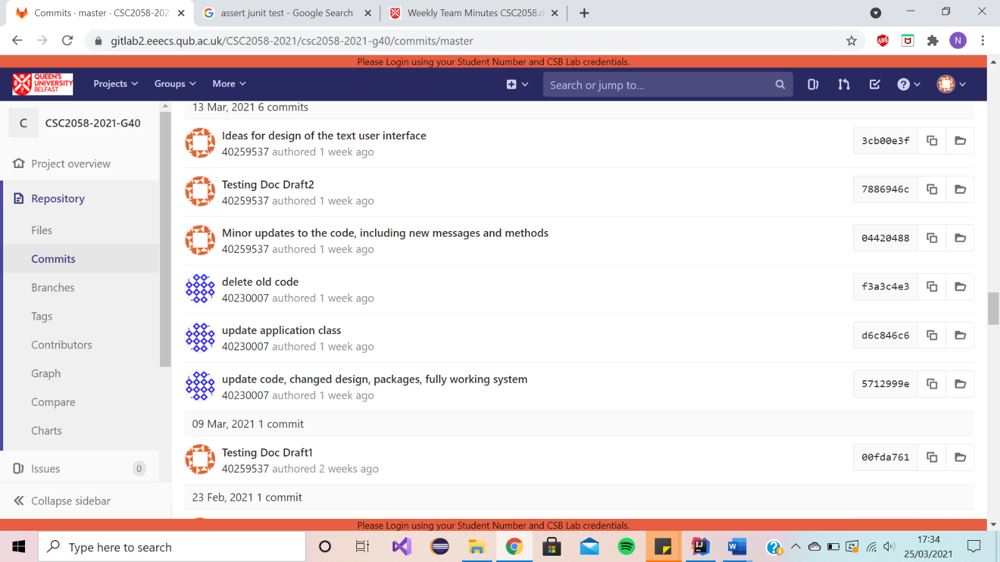 Commits · master · CSC2058-202
assert junit test - Google Search
Weekly Team Minutes CSC2058.d
gitlab2.eeecs.qub.ac.uk/CSC2058-2021/csc2058-2021-g40/commits/master
ABP
N
Please Login using your Student Number and CSB Lab credentials.
QUEEN'S
UNIVERSITY
BELFAST
Projects
Groups
More
Search or jump to...
C
CSC2058-2021-G40
Project overview
Repository
Files
Commits
Branches
Tags
Contributors
Graph
Compare
Charts
Issues
0
Collapse sidebar
13 Mar, 2021 6 commits
Ideas for design of the text user interface
40259537 authored 1 week ago
3cb00e3f
Testing Doc Draft2
40259537 authored 1 week ago
7886946c
Minor updates to the code, including new messages and methods
40259537 authored 1 week ago
04420488
delete old code
40230007 authored 1 week ago
f3a3c4e3
update application class
40230007 authored 1 week ago
d6c846c6
update code, changed design, packages, fully working system
40230007 authored 1 week ago
5712999e
09 Mar, 2021 1 commit
Testing Doc Draft1
40259537 authored 2 weeks ago
00fda761
23 Feb, 2021 1 commit
Please Login using your Student Number and CSB Lab credentials.
Type here to search
IJ
W
17:34
25/03/2021